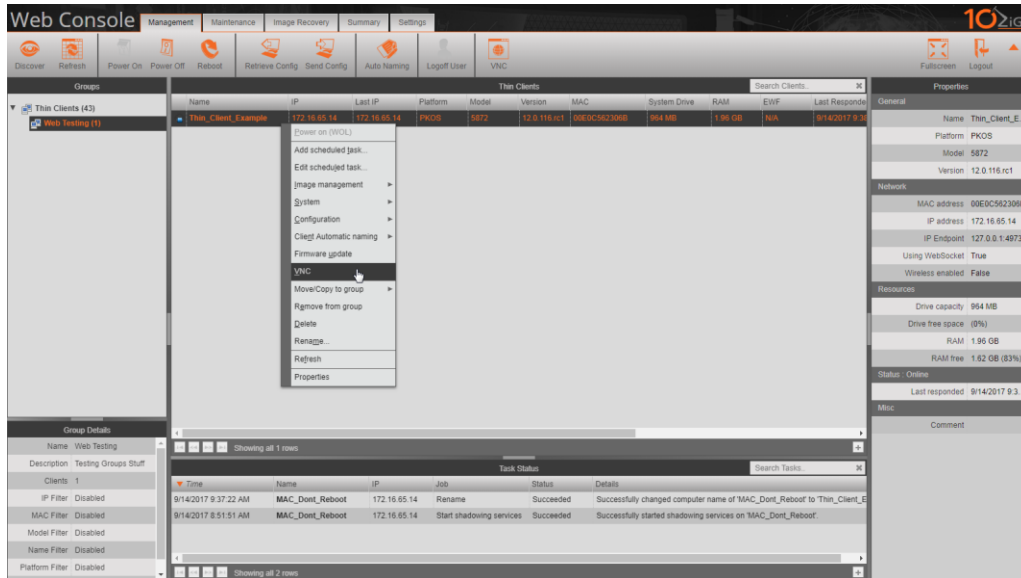 Web Console
Management Maintenance Image Recovery Summary Settings
10ZiG
Discover Refresh Power On Power Off Reboot Retrieve Config Send Config Auto Naming Logoff User VNC Fullscreen Logout
Groups
Thin Clients (43)
Web Testing (1)
Thin Clients
Search Clients..
Name IP Last IP Platform Model Version MAC System Drive RAM EWF Last Responde
Thin_Client_Example 172.16.65.14 172.16.65.14 PKOS 5872 12.0.116.rc1 00E0C562306B 964 MB 1.96 GB N/A 9/14/2017 9:38
Power on (WOL)
Add scheduled task...
Edit scheduled task...
Image management
System
Configuration
Client Automatic naming
Firmware update
VNC
Move/Copy to group
Remove from group
Delete
Rename...
Refresh
Properties
Showing all 1 rows
Group Details
Name Web Testing
Description Testing Groups Stuff
Clients 1
IP Filter Disabled
MAC Filter Disabled
Model Filter Disabled
Name Filter Disabled
Platform Filter Disabled
Task Status
Search Tasks..
Time Name IP Job Status Details
9/14/2017 9:37:22 AM MAC_Dont_Reboot 172.16.65.14 Rename Succeeded Successfully changed computer name of 'MAC_Dont_Reboot' to 'Thin_Client_E
9/14/2017 8:51:51 AM MAC_Dont_Reboot 172.16.65.14 Start shadowing services Succeeded Successfully started shadowing services on 'MAC_Dont_Reboot'.
Showing all 2 rows
Properties
General
Name Thin_Client_E.
Platform PKOS
Model 5872
Version 12.0.116.rc1
Network
MAC address 00E0C562306
IP address 172.16.65.14
IP Endpoint 127.0.0.1:4973
Using WebSocket True
Wireless enabled False
Resources
Drive capacity 964 MB
Drive free space (0%)
RAM 1.96 GB
RAM free 1.62 GB (83%)
Status : Online
Last responded 9/14/2017 9:3.
Misc
Comment